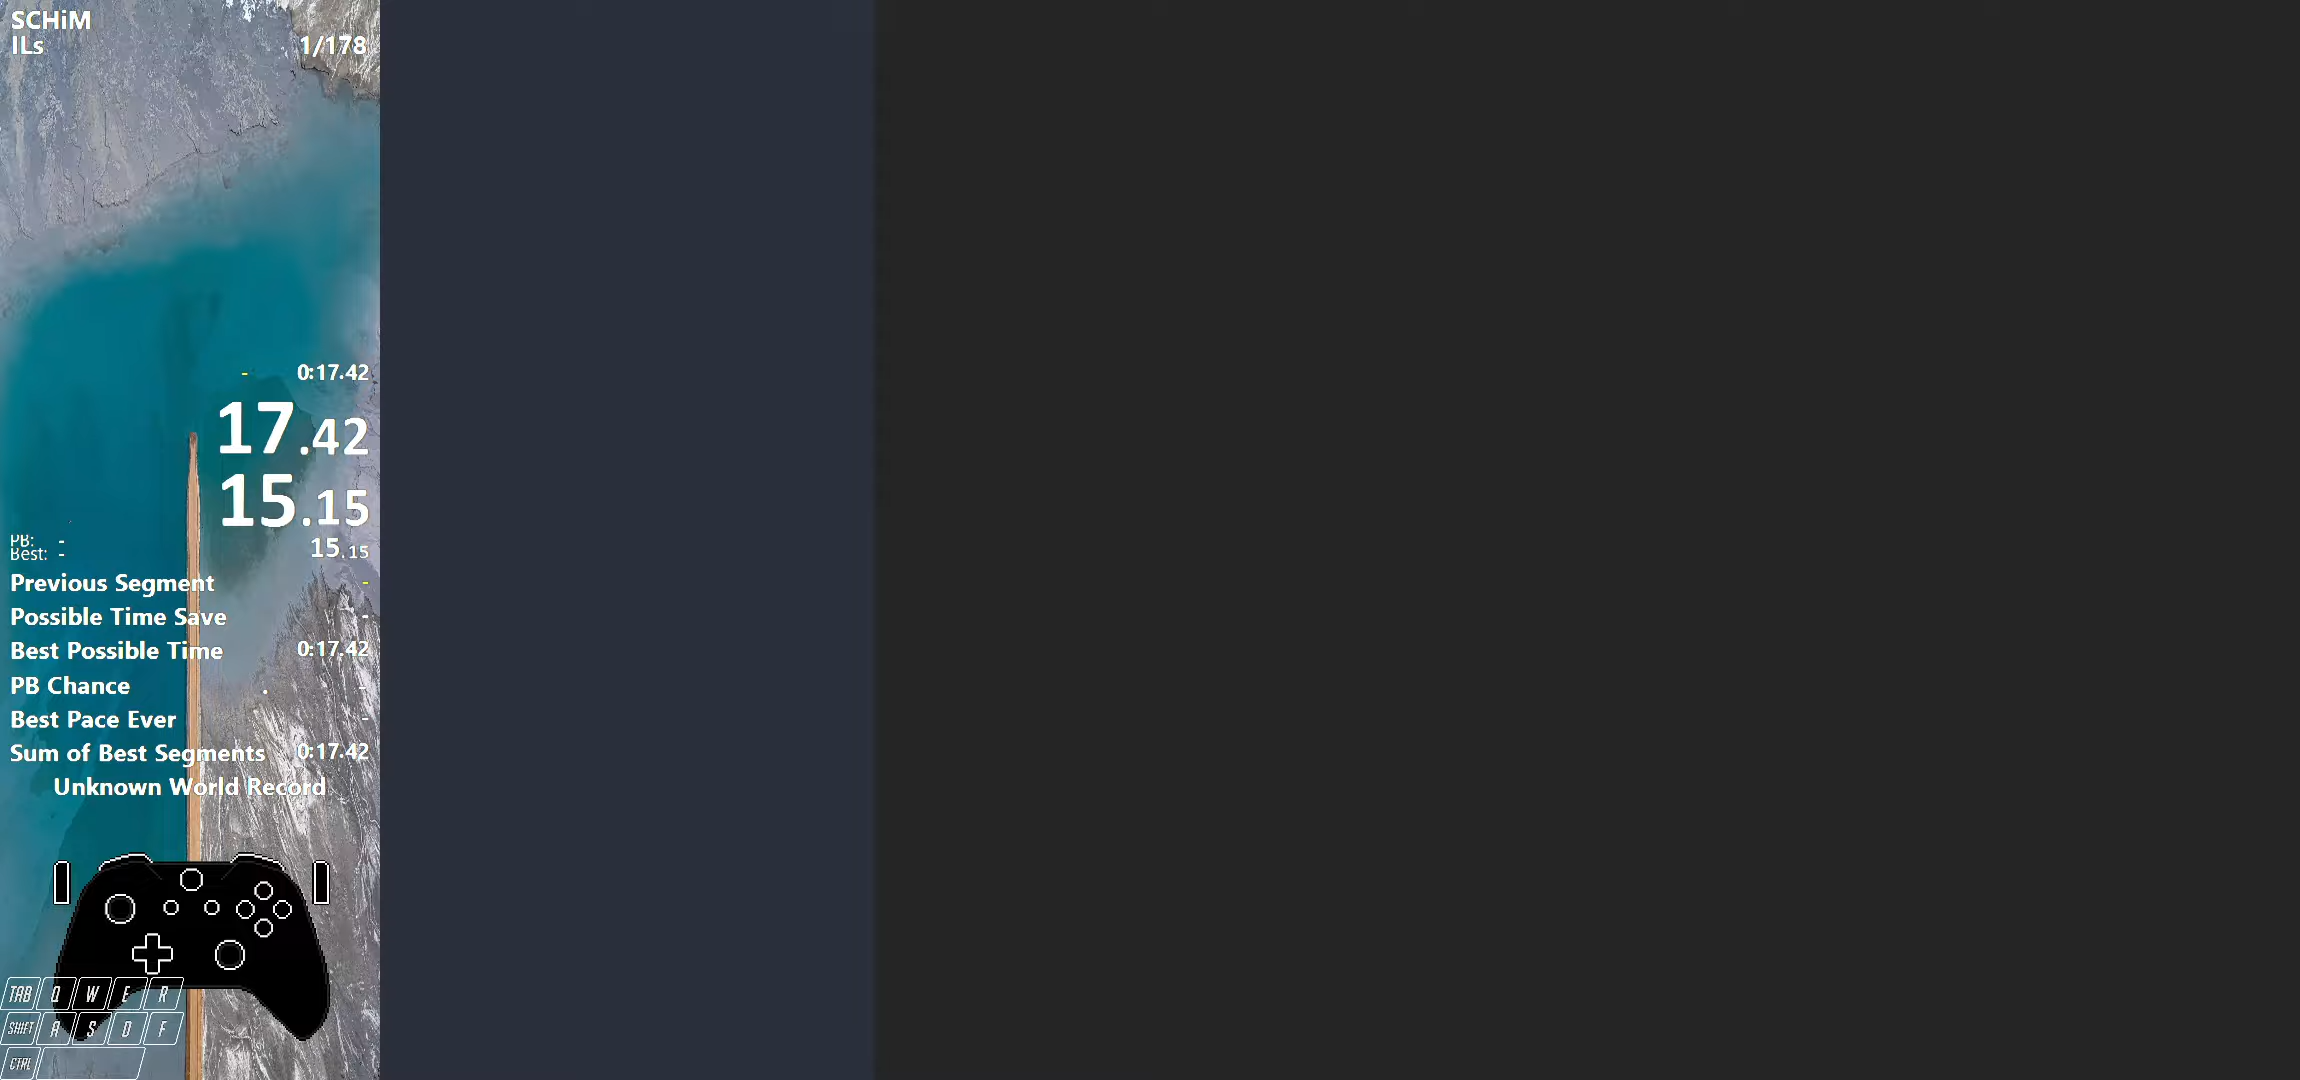 SCHiM
ILs 1/178
- 0:17.42
17.42
15.15
PB: - 15.15
Best: -
Previous Segment -
Possible Time Save -
Best Possible Time 0:17.42
PB Chance -
Best Pace Ever -
Sum of Best Segments 0:17.42
Unknown World Record
TAB Q W E R
SHIFT A S D F
CTRL